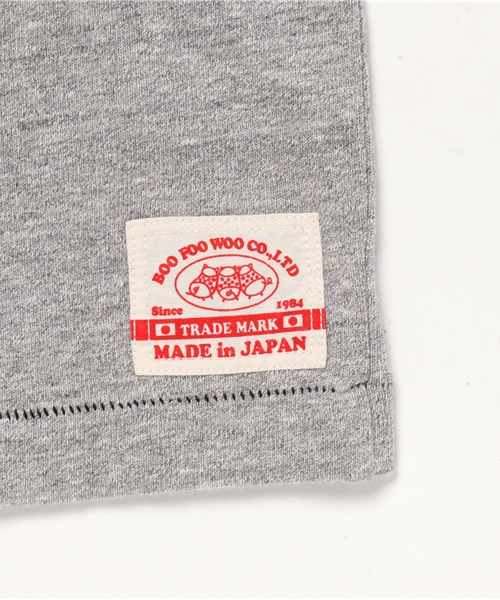 BOO FOO WOO CO.,LTD
Since 1984
TRADE MARK
MADE in JAPAN